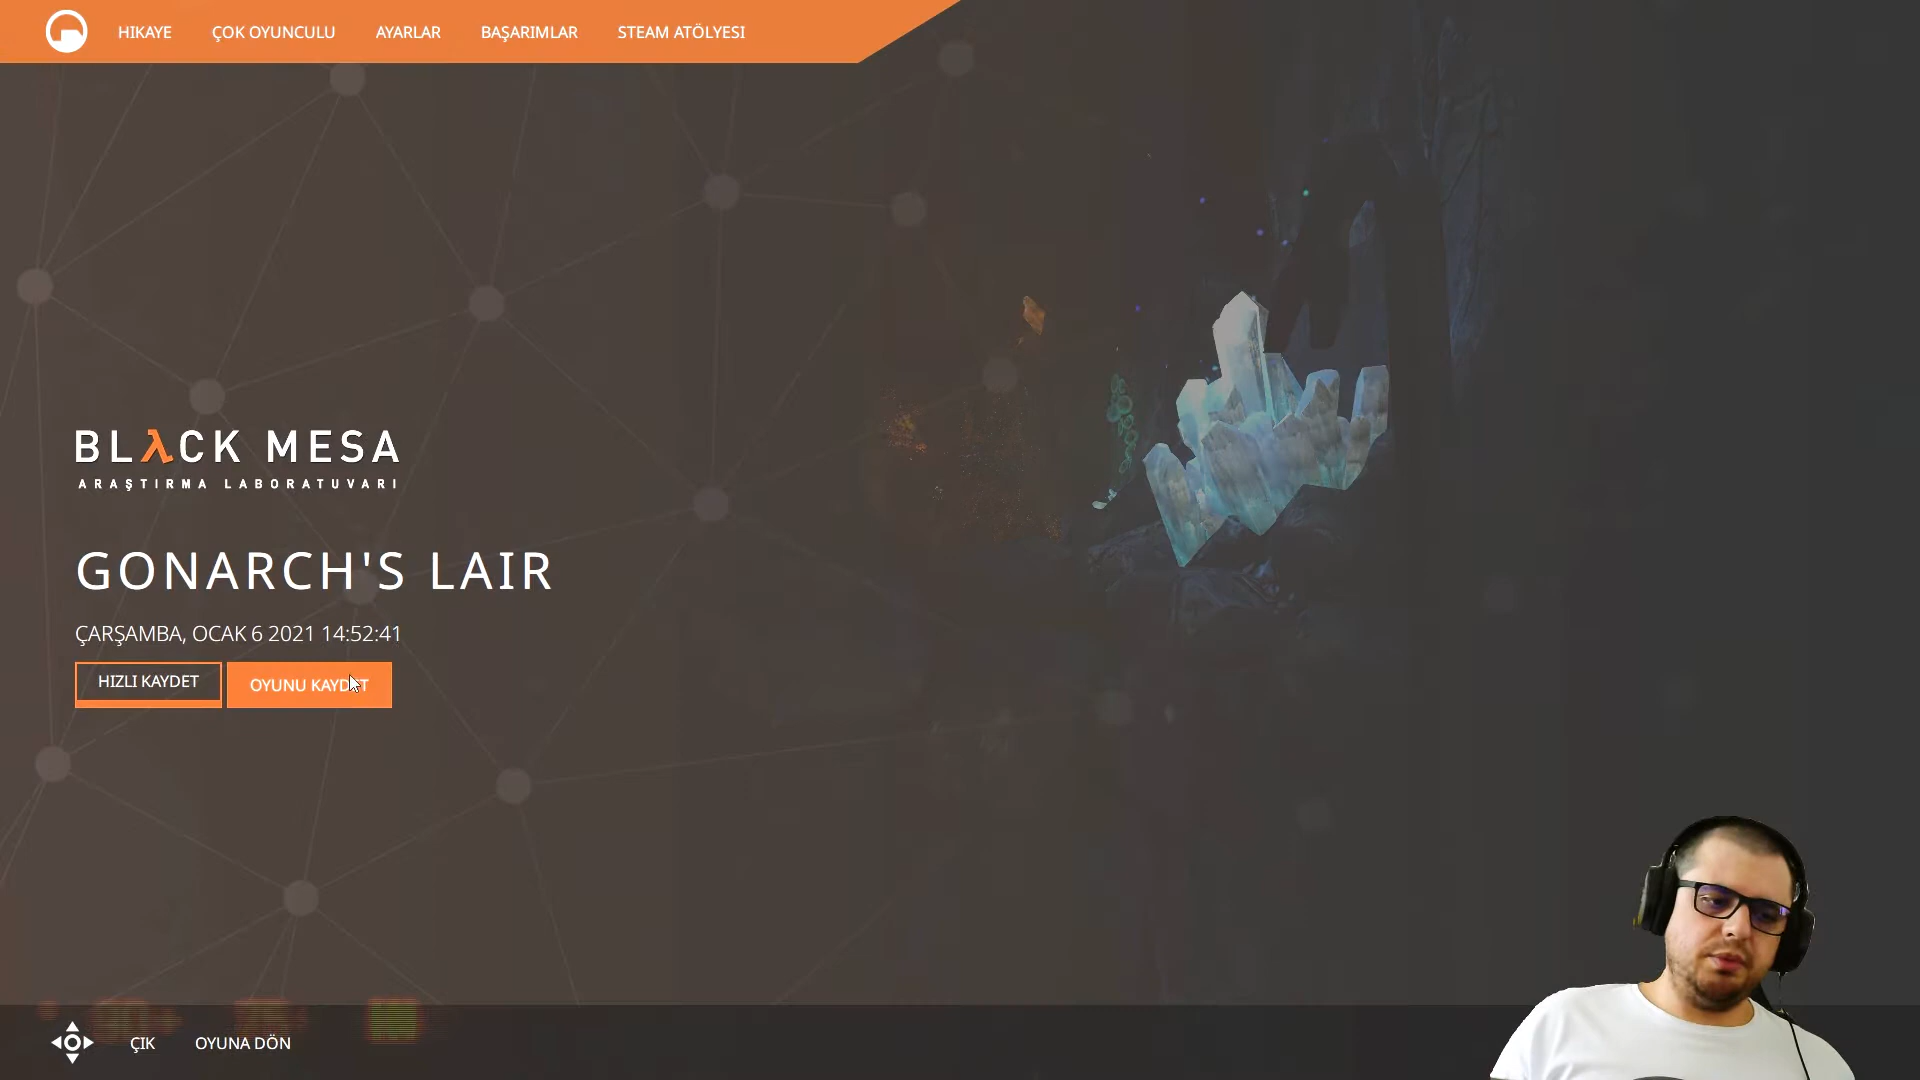 HIKAYE
ÇOK OYUNCULU
AYARLAR
BAŞARIMLAR
STEAM ATÖLYESI
BLΛCK MESA
ARAŞTIRMA LABORATUVARI
GONARCH'S LAIR
ÇARŞAMBA, OCAK 6 2021 14:52:41
HIZLI KAYDET
OYUNU KAYDET
ÇIK
OYUNA DÖN